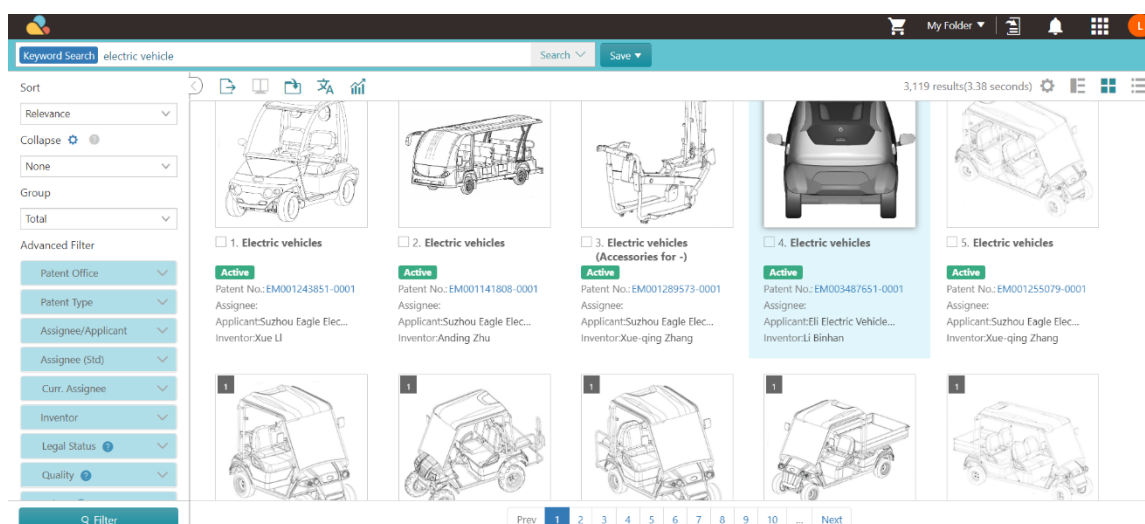 My Folder ▼
L
Keyword Search electric vehicle
Search
Save ▼
3,119 results(3.38 seconds)
Sort
Relevance
Collapse
None
Group
Total
Advanced Filter
Patent Office
Patent Type
Assignee/Applicant
Assignee (Std)
Curr. Assignee
Inventor
Legal Status
Quality
Filter
1. Electric vehicles
Active
Patent No.: EM001243851-0001
Assignee:
Applicant:Suzhou Eagle Elec...
Inventor:Xue LI
2. Electric vehicles
Active
Patent No.: EM001141808-0001
Assignee:
Applicant:Suzhou Eagle Elec...
Inventor:Anding Zhu
3. Electric vehicles
(Accessories for -)
Active
Patent No.: EM001289573-0001
Assignee:
Applicant:Suzhou Eagle Elec...
Inventor:Xue-qing Zhang
4. Electric vehicles
Active
Patent No.: EM003487651-0001
Assignee:
Applicant:Eli Electric Vehicle...
Inventor:Li Binhan
5. Electric vehicles
Active
Patent No.: EM001255079-0001
Assignee:
Applicant:Suzhou Eagle Elec...
Inventor:Xue-qing Zhang
1
1
1
1
1
Prev 1 2 3 4 5 6 7 8 9 10 ... Next